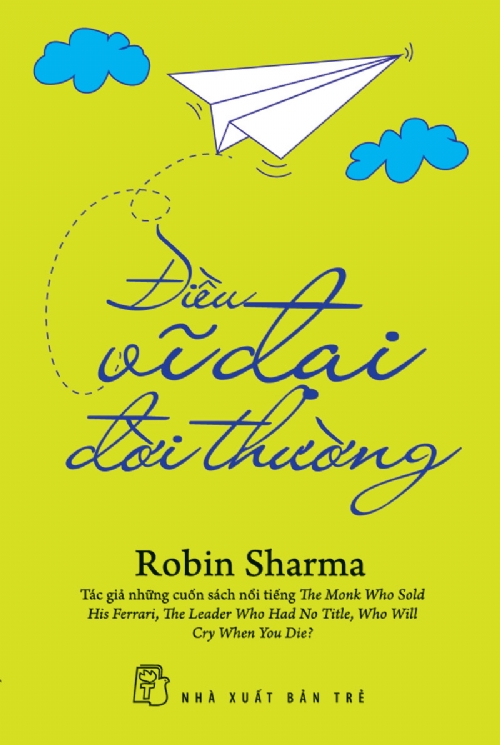 Điều
vĩ đại
đời thường
Robin Sharma
Tác giả những cuốn sách nổi tiếng The Monk Who Sold
His Ferrari, The Leader Who Had No Title, Who Will
Cry When You Die?
T
NHÀ XUẤT BẢN TRẺ